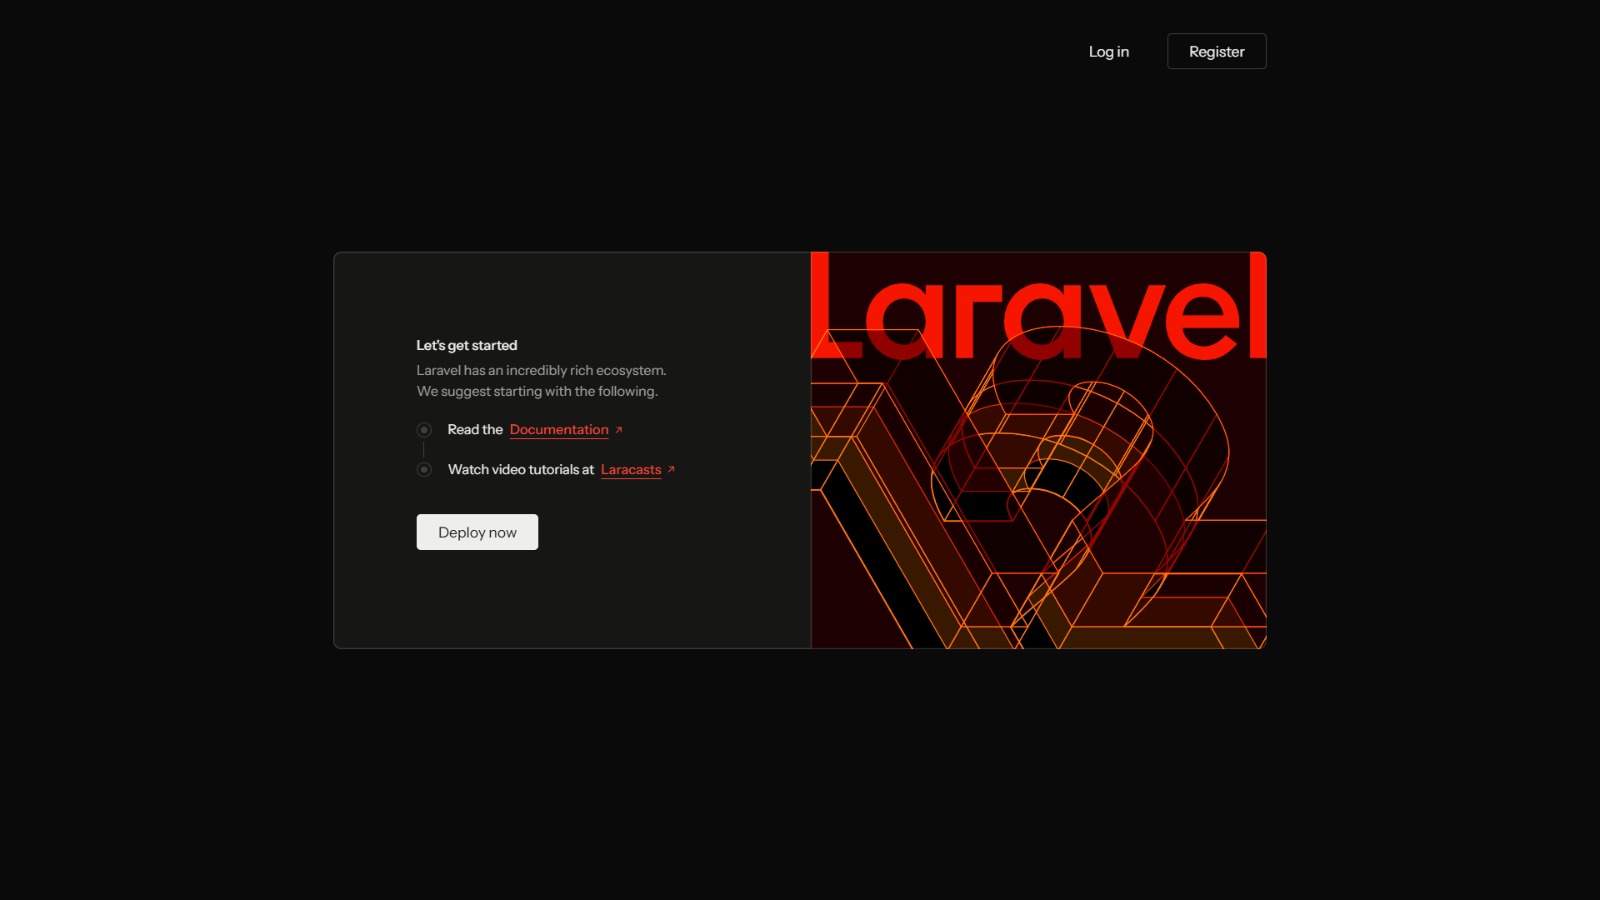 Log in
Register
Let's get started
Laravel has an incredibly rich ecosystem.
We suggest starting with the following.
Read the Documentation
Watch video tutorials at Laracasts
Deploy now
Laravel
12